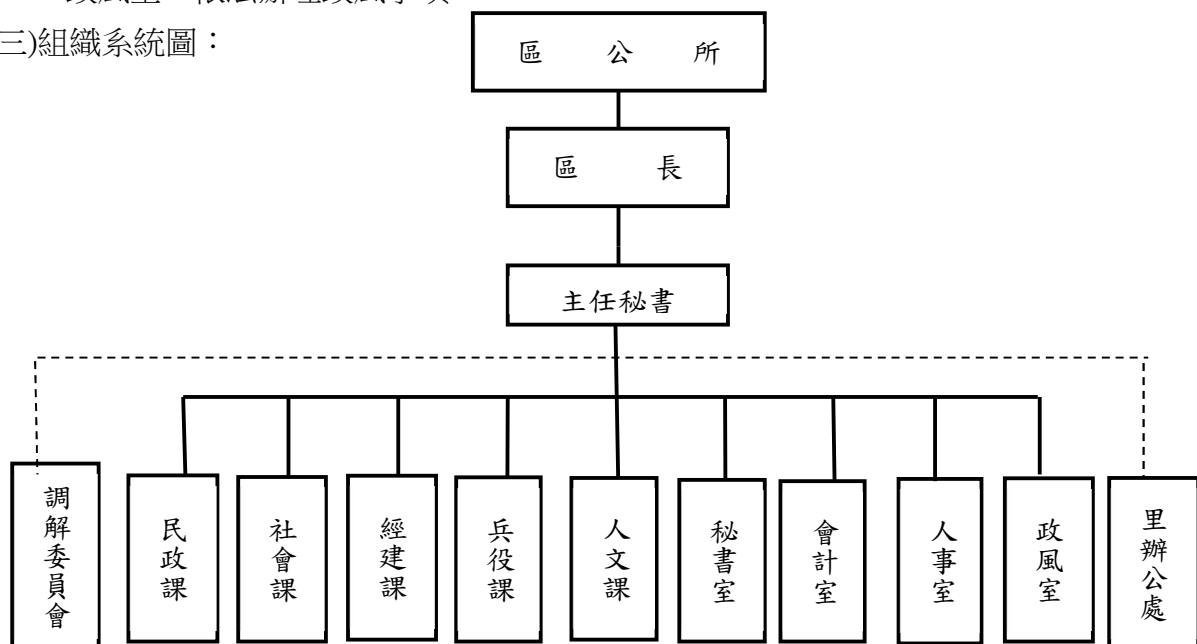 三)組織系統圖：
區 公 所
區 長
主任秘書
調解委員會
民政課
社會課
經建課
兵役課
人文課
秘書室
會計室
人事室
政風室
里辦公處